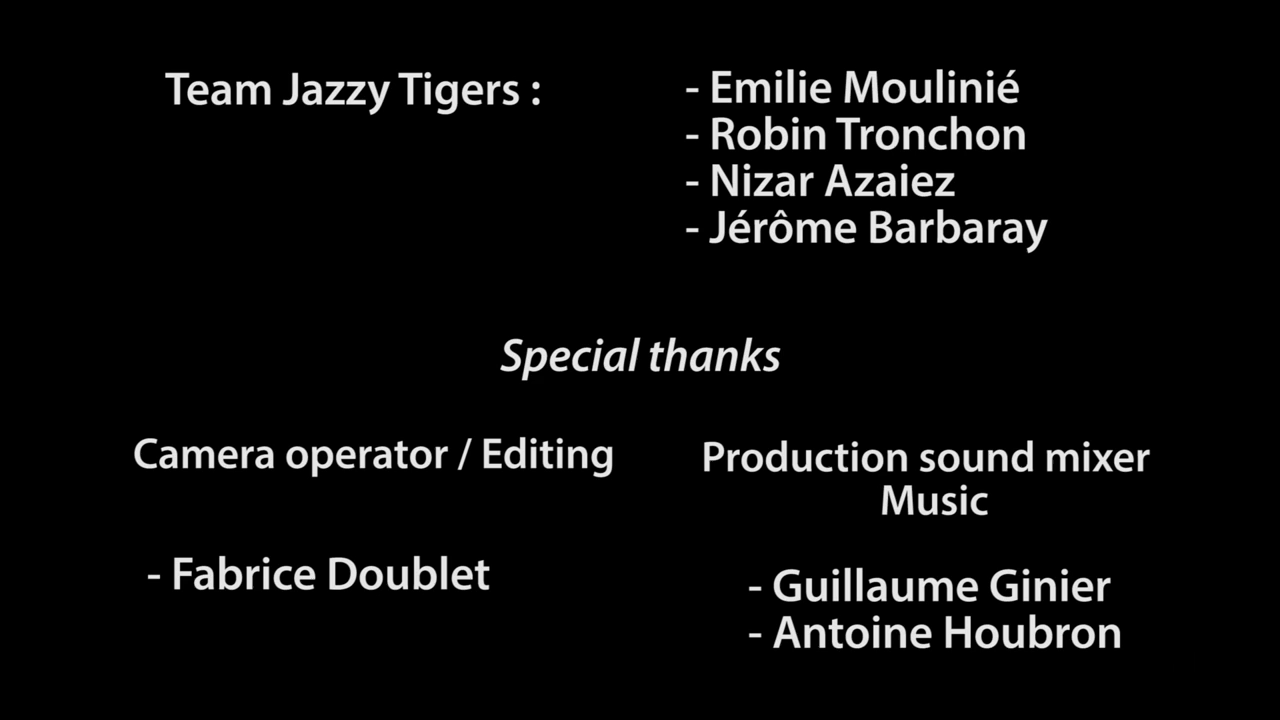 Team Jazzy Tigers :
- Emilie Moulinié
- Robin Tronchon
- Nizar Azaiez
- Jérôme Barbaray
Special thanks
Camera operator / Editing
- Fabrice Doublet
Production sound mixer
Music
- Guillaume Ginier
- Antoine Houbron